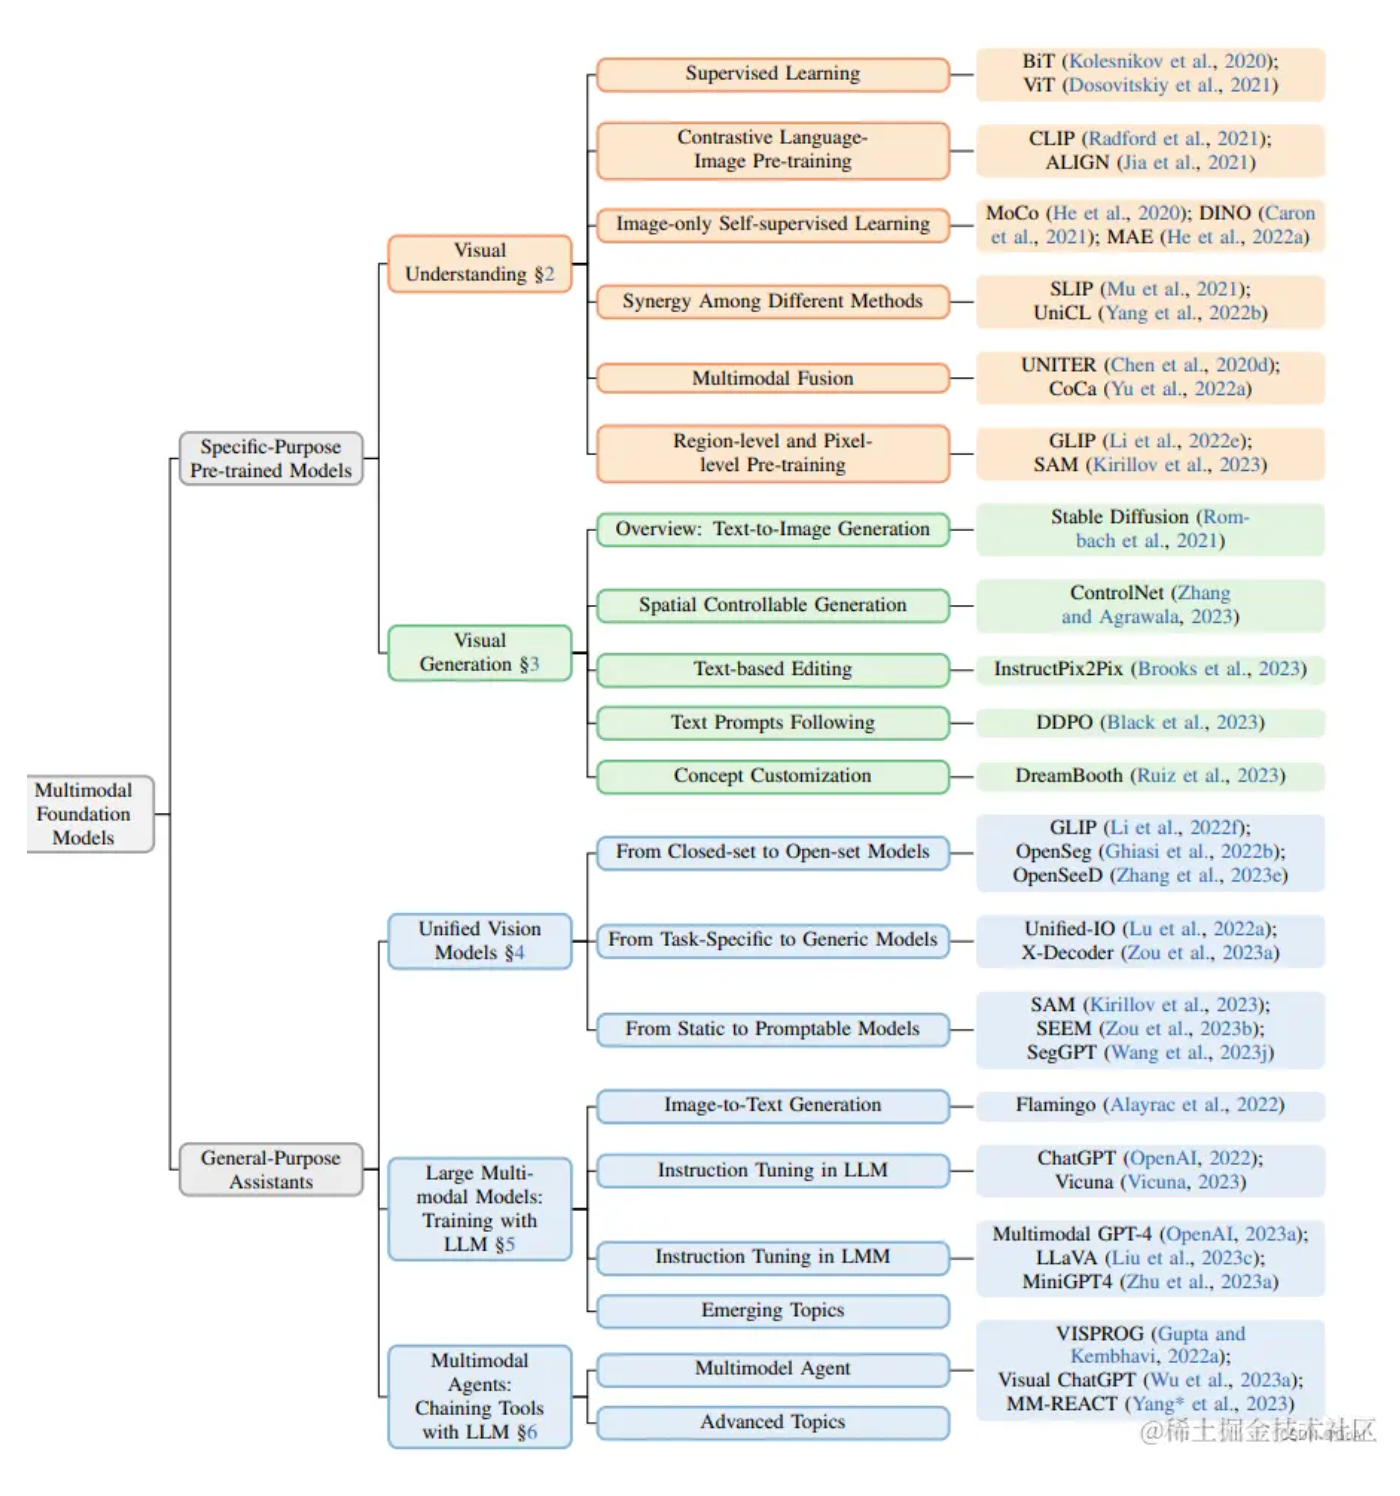 Multimodal
Foundation
Models
Specific-Purpose
Pre-trained Models
Visual
Understanding §2
Supervised Learning
BiT (Kolesnikov et al., 2020);
ViT (Dosovitskiy et al., 2021)
Contrastive Language-
Image Pre-training
CLIP (Radford et al., 2021);
ALIGN (Jia et al., 2021)
Image-only Self-supervised Learning
MoCo (He et al., 2020); DINO (Caron
et al., 2021); MAE (He et al., 2022a)
Synergy Among Different Methods
SLIP (Mu et al., 2021);
UniCL (Yang et al., 2022b)
Multimodal Fusion
UNITER (Chen et al., 2020d);
CoCa (Yu et al., 2022a)
Region-level and Pixel-
level Pre-training
GLIP (Li et al., 2022e);
SAM (Kirillov et al., 2023)
Visual
Generation §3
Overview: Text-to-Image Generation
Stable Diffusion (Rom-
bach et al., 2021)
Spatial Controllable Generation
ControlNet (Zhang
and Agrawala, 2023)
Text-based Editing
InstructPix2Pix (Brooks et al., 2023)
Text Prompts Following
DDPO (Black et al., 2023)
Concept Customization
DreamBooth (Ruiz et al., 2023)
General-Purpose
Assistants
Unified Vision
Models §4
From Closed-set to Open-set Models
GLIP (Li et al., 2022f);
OpenSeg (Ghiasi et al., 2022b);
OpenSeeD (Zhang et al., 2023e)
From Task-Specific to Generic Models
Unified-IO (Lu et al., 2022a);
X-Decoder (Zou et al., 2023a)
From Static to Promptable Models
SAM (Kirillov et al., 2023);
SEEM (Zou et al., 2023b);
SegGPT (Wang et al., 2023j)
Large Multi-
modal Models:
Training with
LLM §5
Image-to-Text Generation
Flamingo (Alayrac et al., 2022)
Instruction Tuning in LLM
ChatGPT (OpenAI, 2022);
Vicuna (Vicuna, 2023)
Instruction Tuning in LMM
Multimodal GPT-4 (OpenAI, 2023a);
LLaVA (Liu et al., 2023c);
MiniGPT4 (Zhu et al., 2023a)
Emerging Topics
Multimodal
Agents:
Chaining Tools
with LLM §6
Multimodel Agent
VISPROG (Gupta and
Kembhavi, 2022a);
Visual ChatGPT (Wu et al., 2023a);
MM-REACT (Yang* et al., 2023)
Advanced Topics
@稀土掘金技术社区